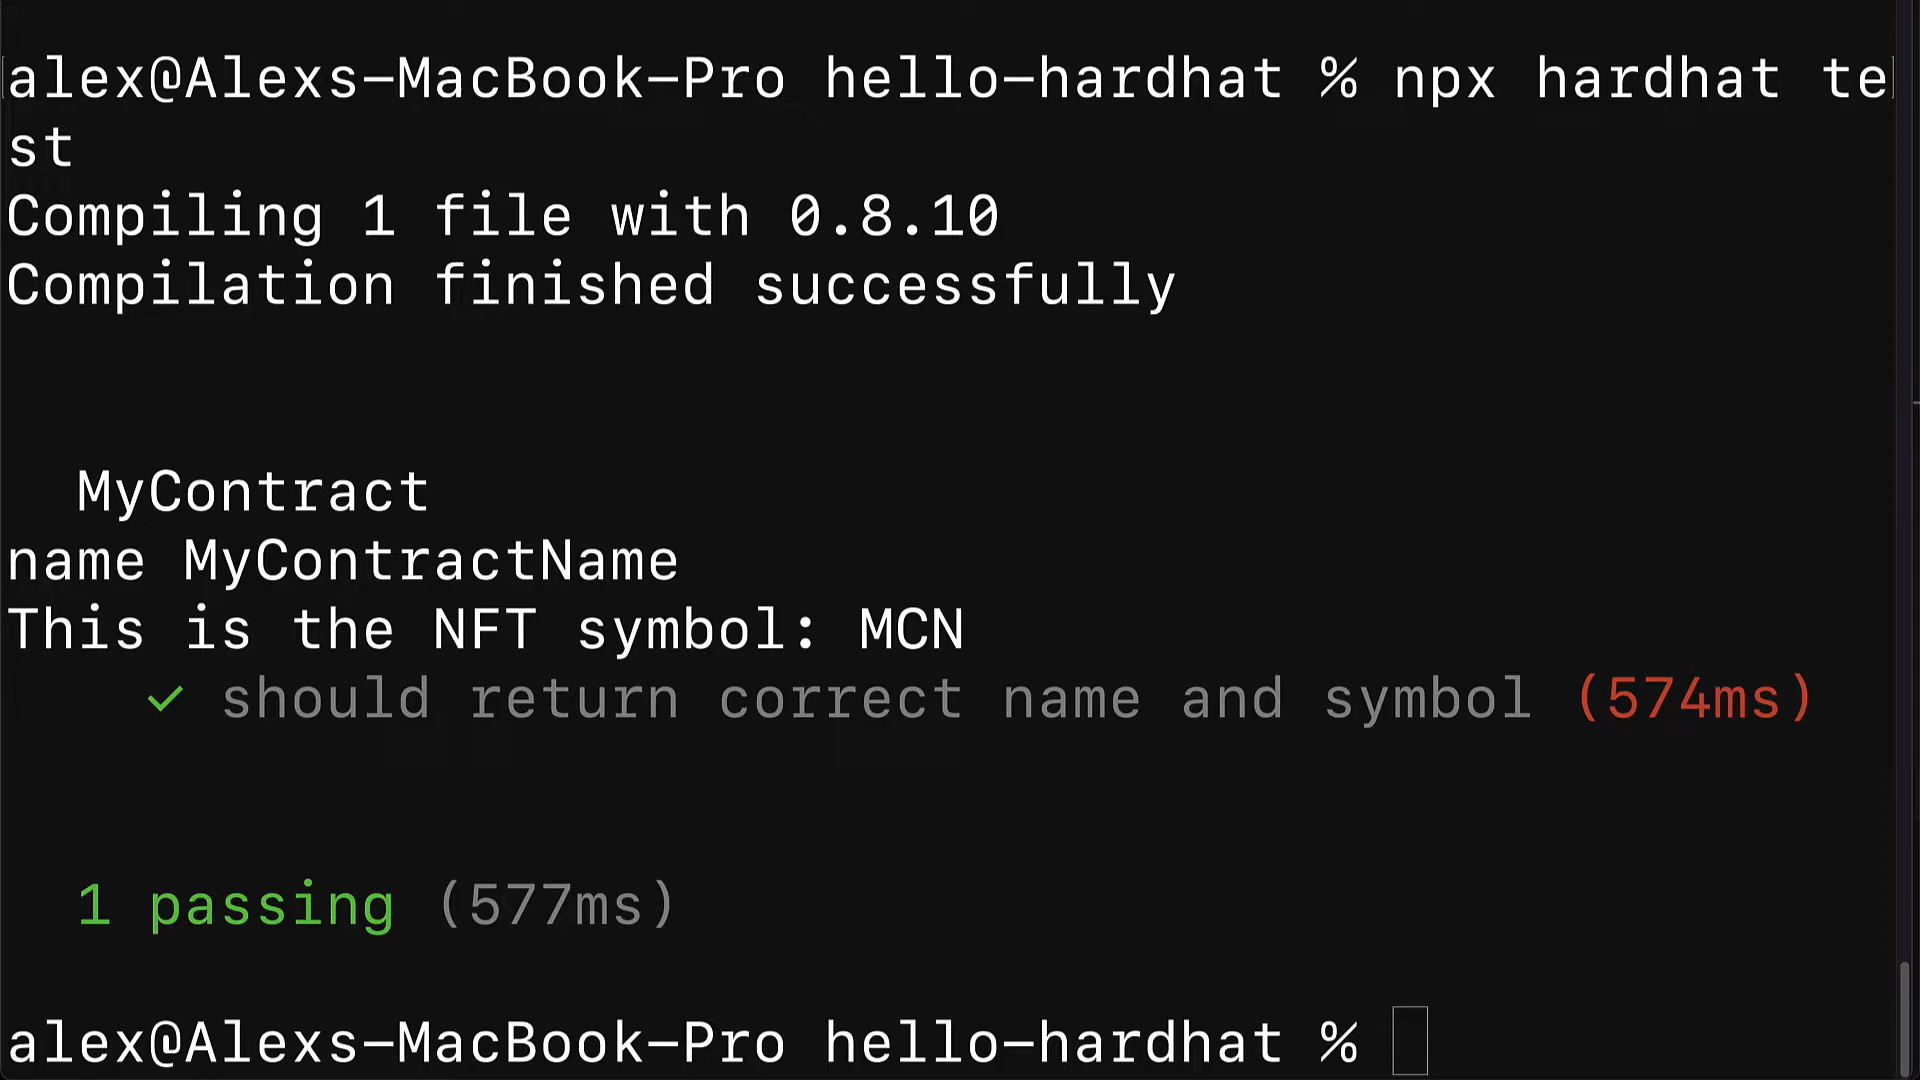 alex@Alexs-MacBook-Pro hello-hardhat % npx hardhat te
st
Compiling 1 file with 0.8.10
Compilation finished successfully
MyContract
name MyContractName
This is the NFT symbol: MCN
✓ should return correct name and symbol (574ms)
1 passing (577ms)
alex@Alexs-MacBook-Pro hello-hardhat %